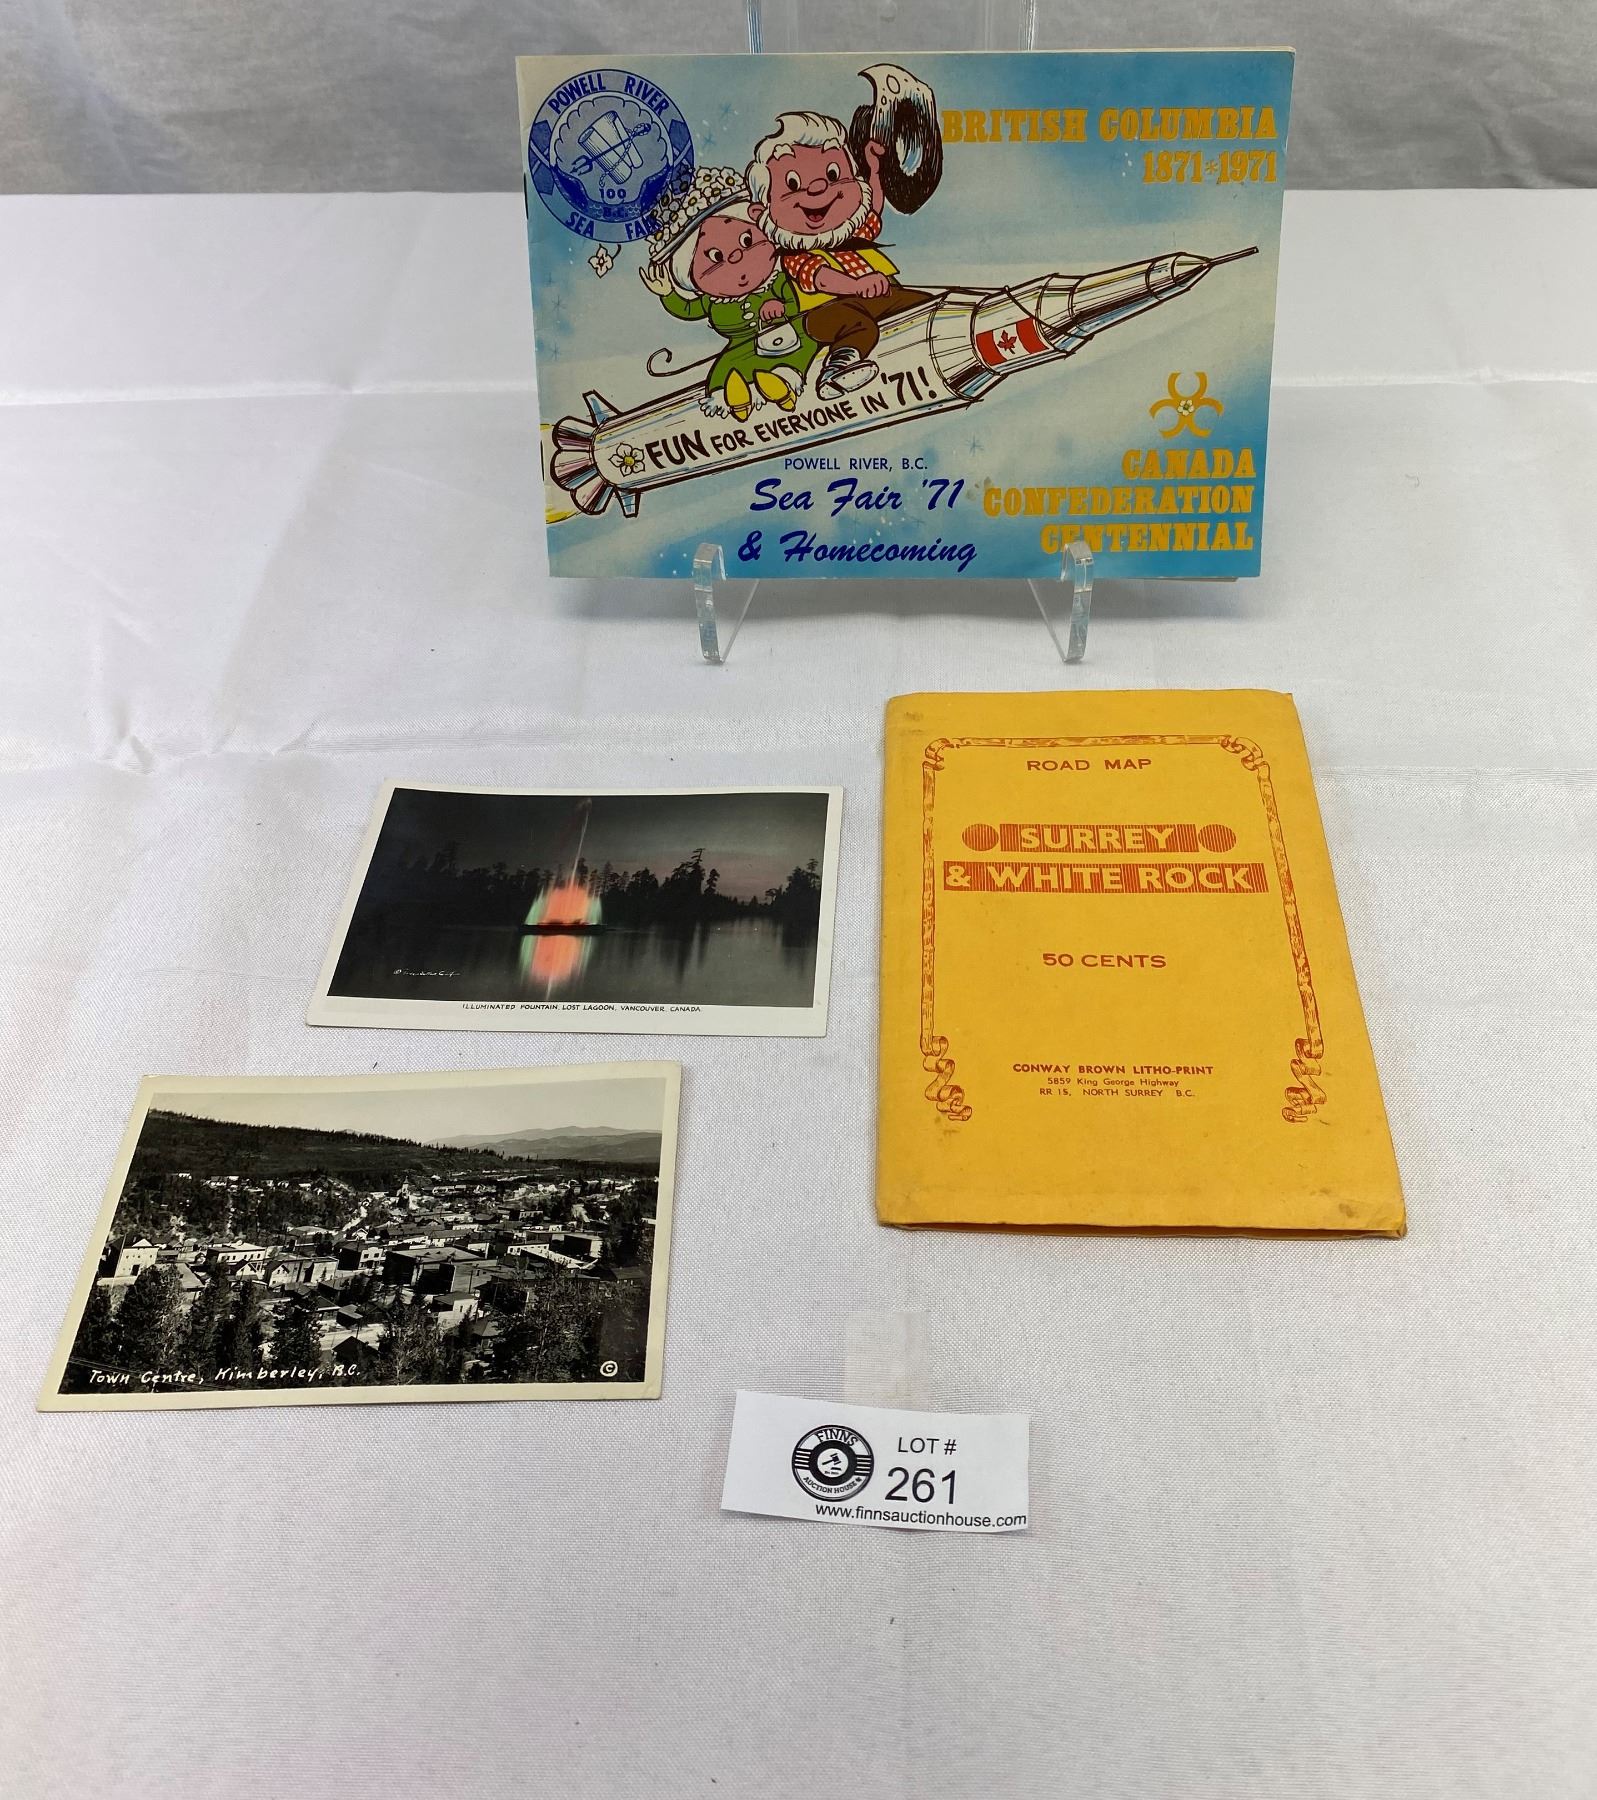 POWELL RIVER
100
B.C.
SEA FAIR
BRITISH COLUMBIA
1871*1971
FUN FOR EVERYONE IN '71!
POWELL RIVER, B.C.
Sea Fair '71
& Homecoming
CANADA
CONFEDERATION
CENTENNIAL
ROAD MAP
SURREY
& WHITE ROCK
50 CENTS
CONWAY BROWN LITHO-PRINT
5859 King George Highway
RR 15, NORTH SURREY B.C.
ILLUMINATED FOUNTAIN, LOST LAGOON, VANCOUVER, CANADA.
Town Centre, Kimberley, B.C.
©
FINNS
AUCTION HOUSE
LOT #
261
www.finnsauctionhouse.com